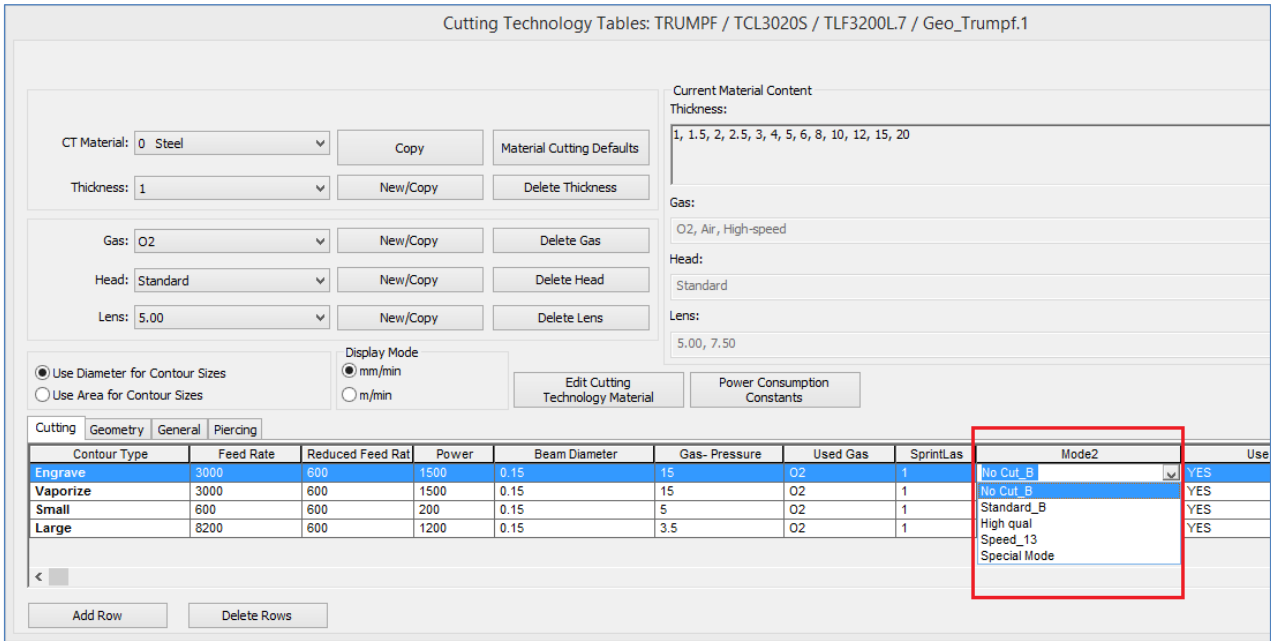 Cutting Technology Tables: TRUMPF / TCL3020S / TLF3200L.7 / Geo_Trumpf.1
Current Material Content
Thickness:
1, 1.5, 2, 2.5, 3, 4, 5, 6, 8, 10, 12, 15, 20
CT Material: 0 Steel Copy Material Cutting Defaults
Thickness: 1 New/Copy Delete Thickness
Gas:
O2, Air, High-speed
Gas: O2 New/Copy Delete Gas
Head:
Standard
Head: Standard New/Copy Delete Head
Lens:
5.00, 7.50
Lens: 5.00 New/Copy Delete Lens
Display Mode
Use Diameter for Contour Sizes mm/min
Use Area for Contour Sizes m/min
Edit Cutting
Technology Material
Power Consumption
Constants
Cutting Geometry General Piercing
Contour Type Feed Rate Reduced Feed Rat Power Beam Diameter Gas- Pressure Used Gas SprintLas Mode2 Use
Engrave 3000 600 1500 0.15 15 O2 1 No Cut_B YES
Vaporize 3000 600 1500 0.15 15 O2 1 No Cut_B YES
Small 600 600 200 0.15 5 O2 1 Standard_B YES
Large 8200 600 1200 0.15 3.5 O2 1 High qual YES
Speed_13
Special Mode
Add Row Delete Rows